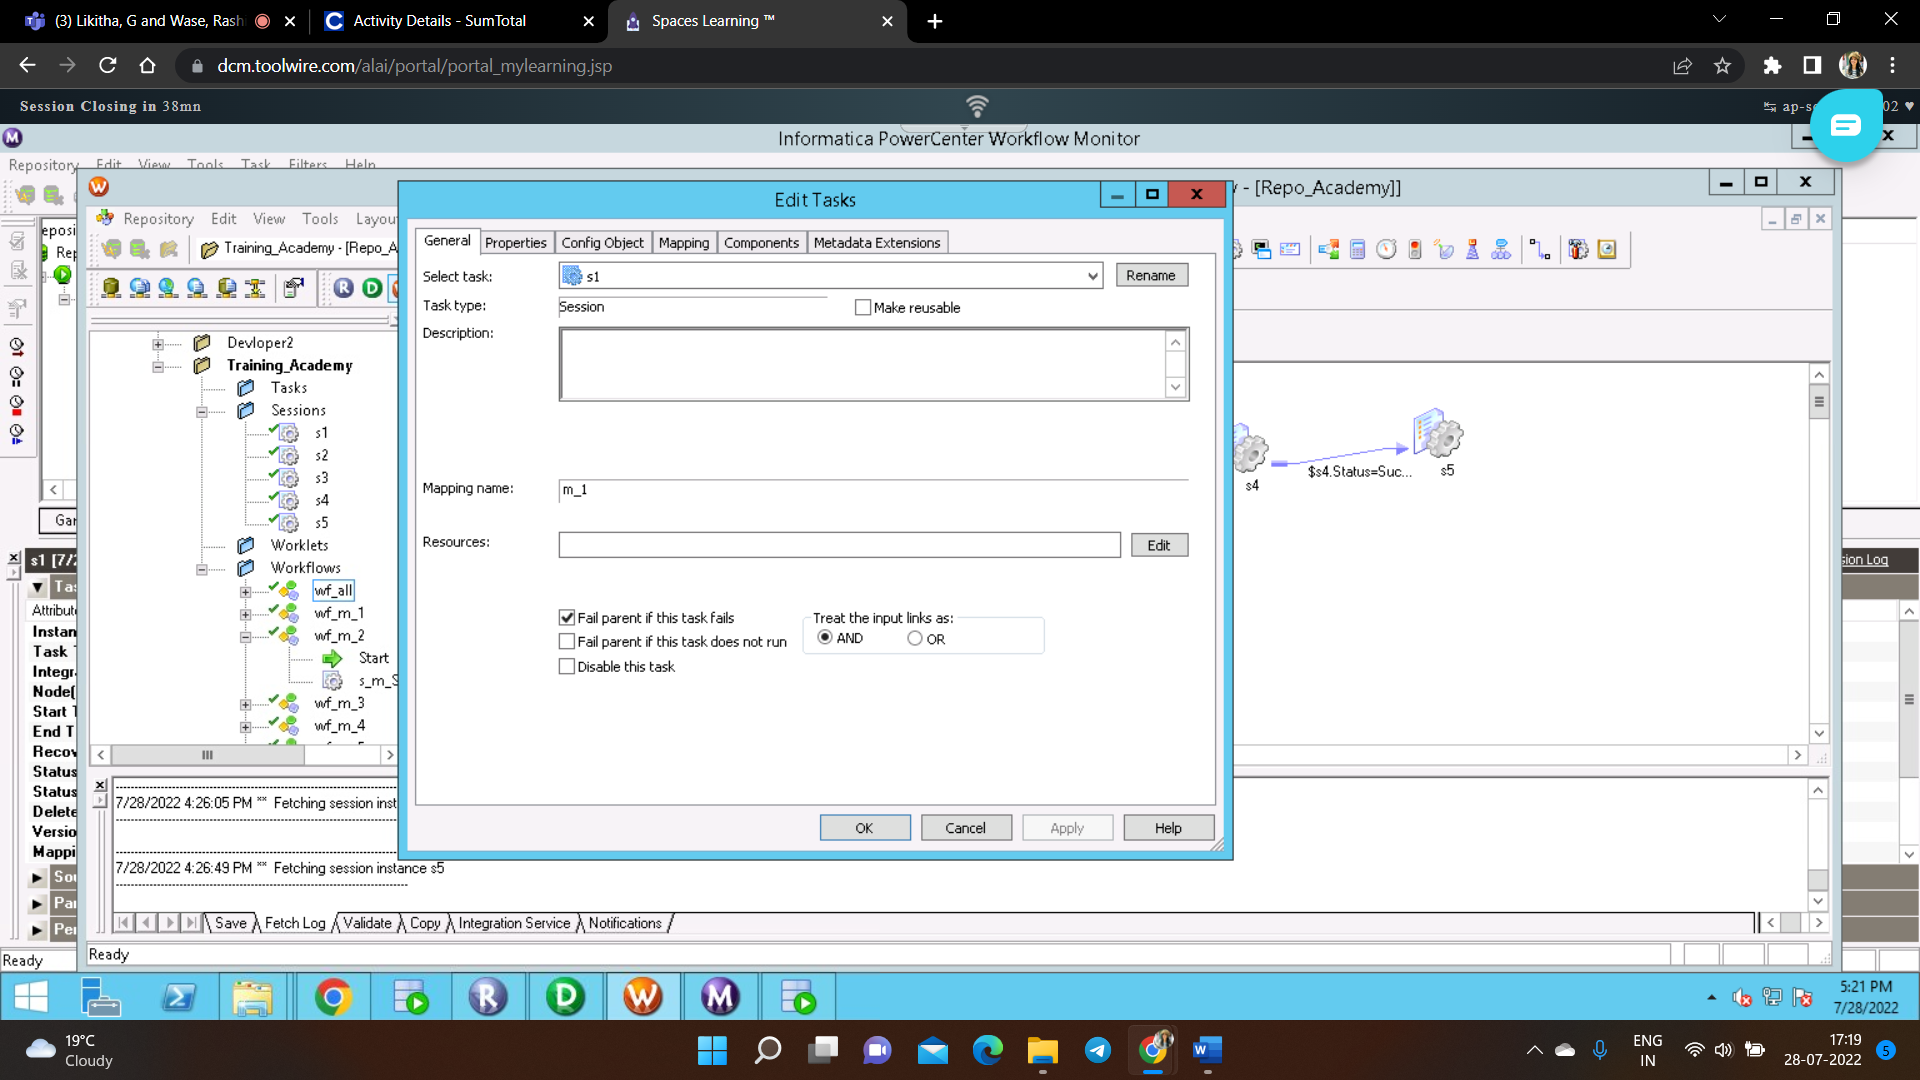 (3) Likitha, G and Wase, Rash
Activity Details - SumTotal
Spaces Learning ™
dcm.toolwire.com/alai/portal/portal_mylearning.jsp
Session Closing in 38mn
02
Informatica PowerCenter Workflow Monitor
Repository Edit View Tools Task Filters Help
- [Repo_Academy]]
Edit Tasks
Repository Edit View Tools Layou
Training_Academy - [Repo_A
General Properties Config Object Mapping Components Metadata Extensions
Select task: s1 Rename
Task type: Session Make reusable
Description:
Mapping name: m_1
Resources: Edit
Fail parent if this task fails
Fail parent if this task does not run
Disable this task
Treat the input links as:
AND OR
OK Cancel Apply Help
Devloper2
Training_Academy
Tasks
Sessions
s1
s2
s3
s4
s5
Worklets
Workflows
wf_all
wf_m_1
wf_m_2
Start
s_m_S
wf_m_3
wf_m_4
s4
$s4.Status=Suc...
s5
s1 [7/2
sion Log
Attribute
Instan
Task T
Integr
Node(
Start T
End T
Recov
Status
Status
Delete
Versio
Mappi
Sou
Par
Per
7/28/2022 4:26:05 PM ** Fetching session inst
7/28/2022 4:26:49 PM ** Fetching session instance s5
Save Fetch Log Validate Copy Integration Service Notifications
Ready
Ready
5:21 PM
7/28/2022
19°C
Cloudy
ENG
IN
17:19
28-07-2022
5